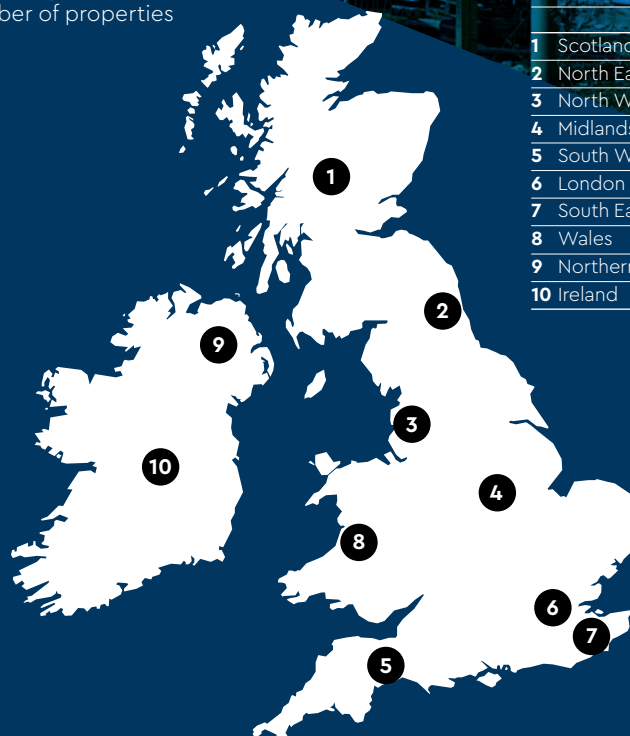 ber of properties
1 Scotland
2 North Ea
3 North W
4 Midlands
5 South W
6 London
7 South Ea
8 Wales
9 Northern
10 Ireland
1
2
9
3
10
4
8
6
7
5